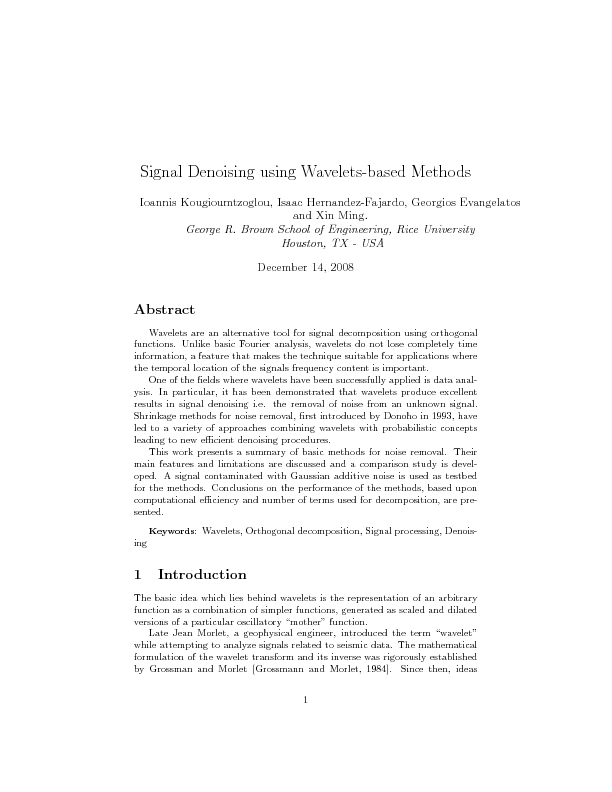 Signal Denoising using Wavelets-based Methods
Ioannis Kougioumtzoglou, Isaac Hernandez-Fajardo, Georgios Evangelatos
and Xin Ming.
George R. Brown School of Engineering, Rice University
Houston, TX - USA
December 14, 2008
Abstract
Wavelets are an alternative tool for signal decomposition using orthogonal
functions. Unlike basic Fourier analysis, wavelets do not lose completely time
information, a feature that makes the technique suitable for applications where
the temporal location of the signals frequency content is important.
One of the fields where wavelets have been successfully applied is data anal-
ysis. In particular, it has been demonstrated that wavelets produce excellent
results in signal denoising i.e. the removal of noise from an unknown signal.
Shrinkage methods for noise removal, first introduced by Donoho in 1993, have
led to a variety of approaches combining wavelets with probabilistic concepts
leading to new efficient denoising procedures.
This work presents a summary of basic methods for noise removal. Their
main features and limitations are discussed and a comparison study is devel-
oped. A signal contaminated with Gaussian additive noise is used as testbed
for the methods. Conclusions on the performance of the methods, based upon
computational efficiency and number of terms used for decomposition, are pre-
sented.
Keywords: Wavelets, Orthogonal decomposition, Signal processing, Denois-
ing
1 Introduction
The basic idea which lies behind wavelets is the representation of an arbitrary
function as a combination of simpler functions, generated as scaled and dilated
versions of a particular oscillatory “mother” function.
Late Jean Morlet, a geophysical engineer, introduced the term “wavelet”
while attempting to analyze signals related to seismic data. The mathematical
formulation of the wavelet transform and its inverse was rigorously established
by Grossman and Morlet [Grossmann and Morlet, 1984]. Since then, ideas
1